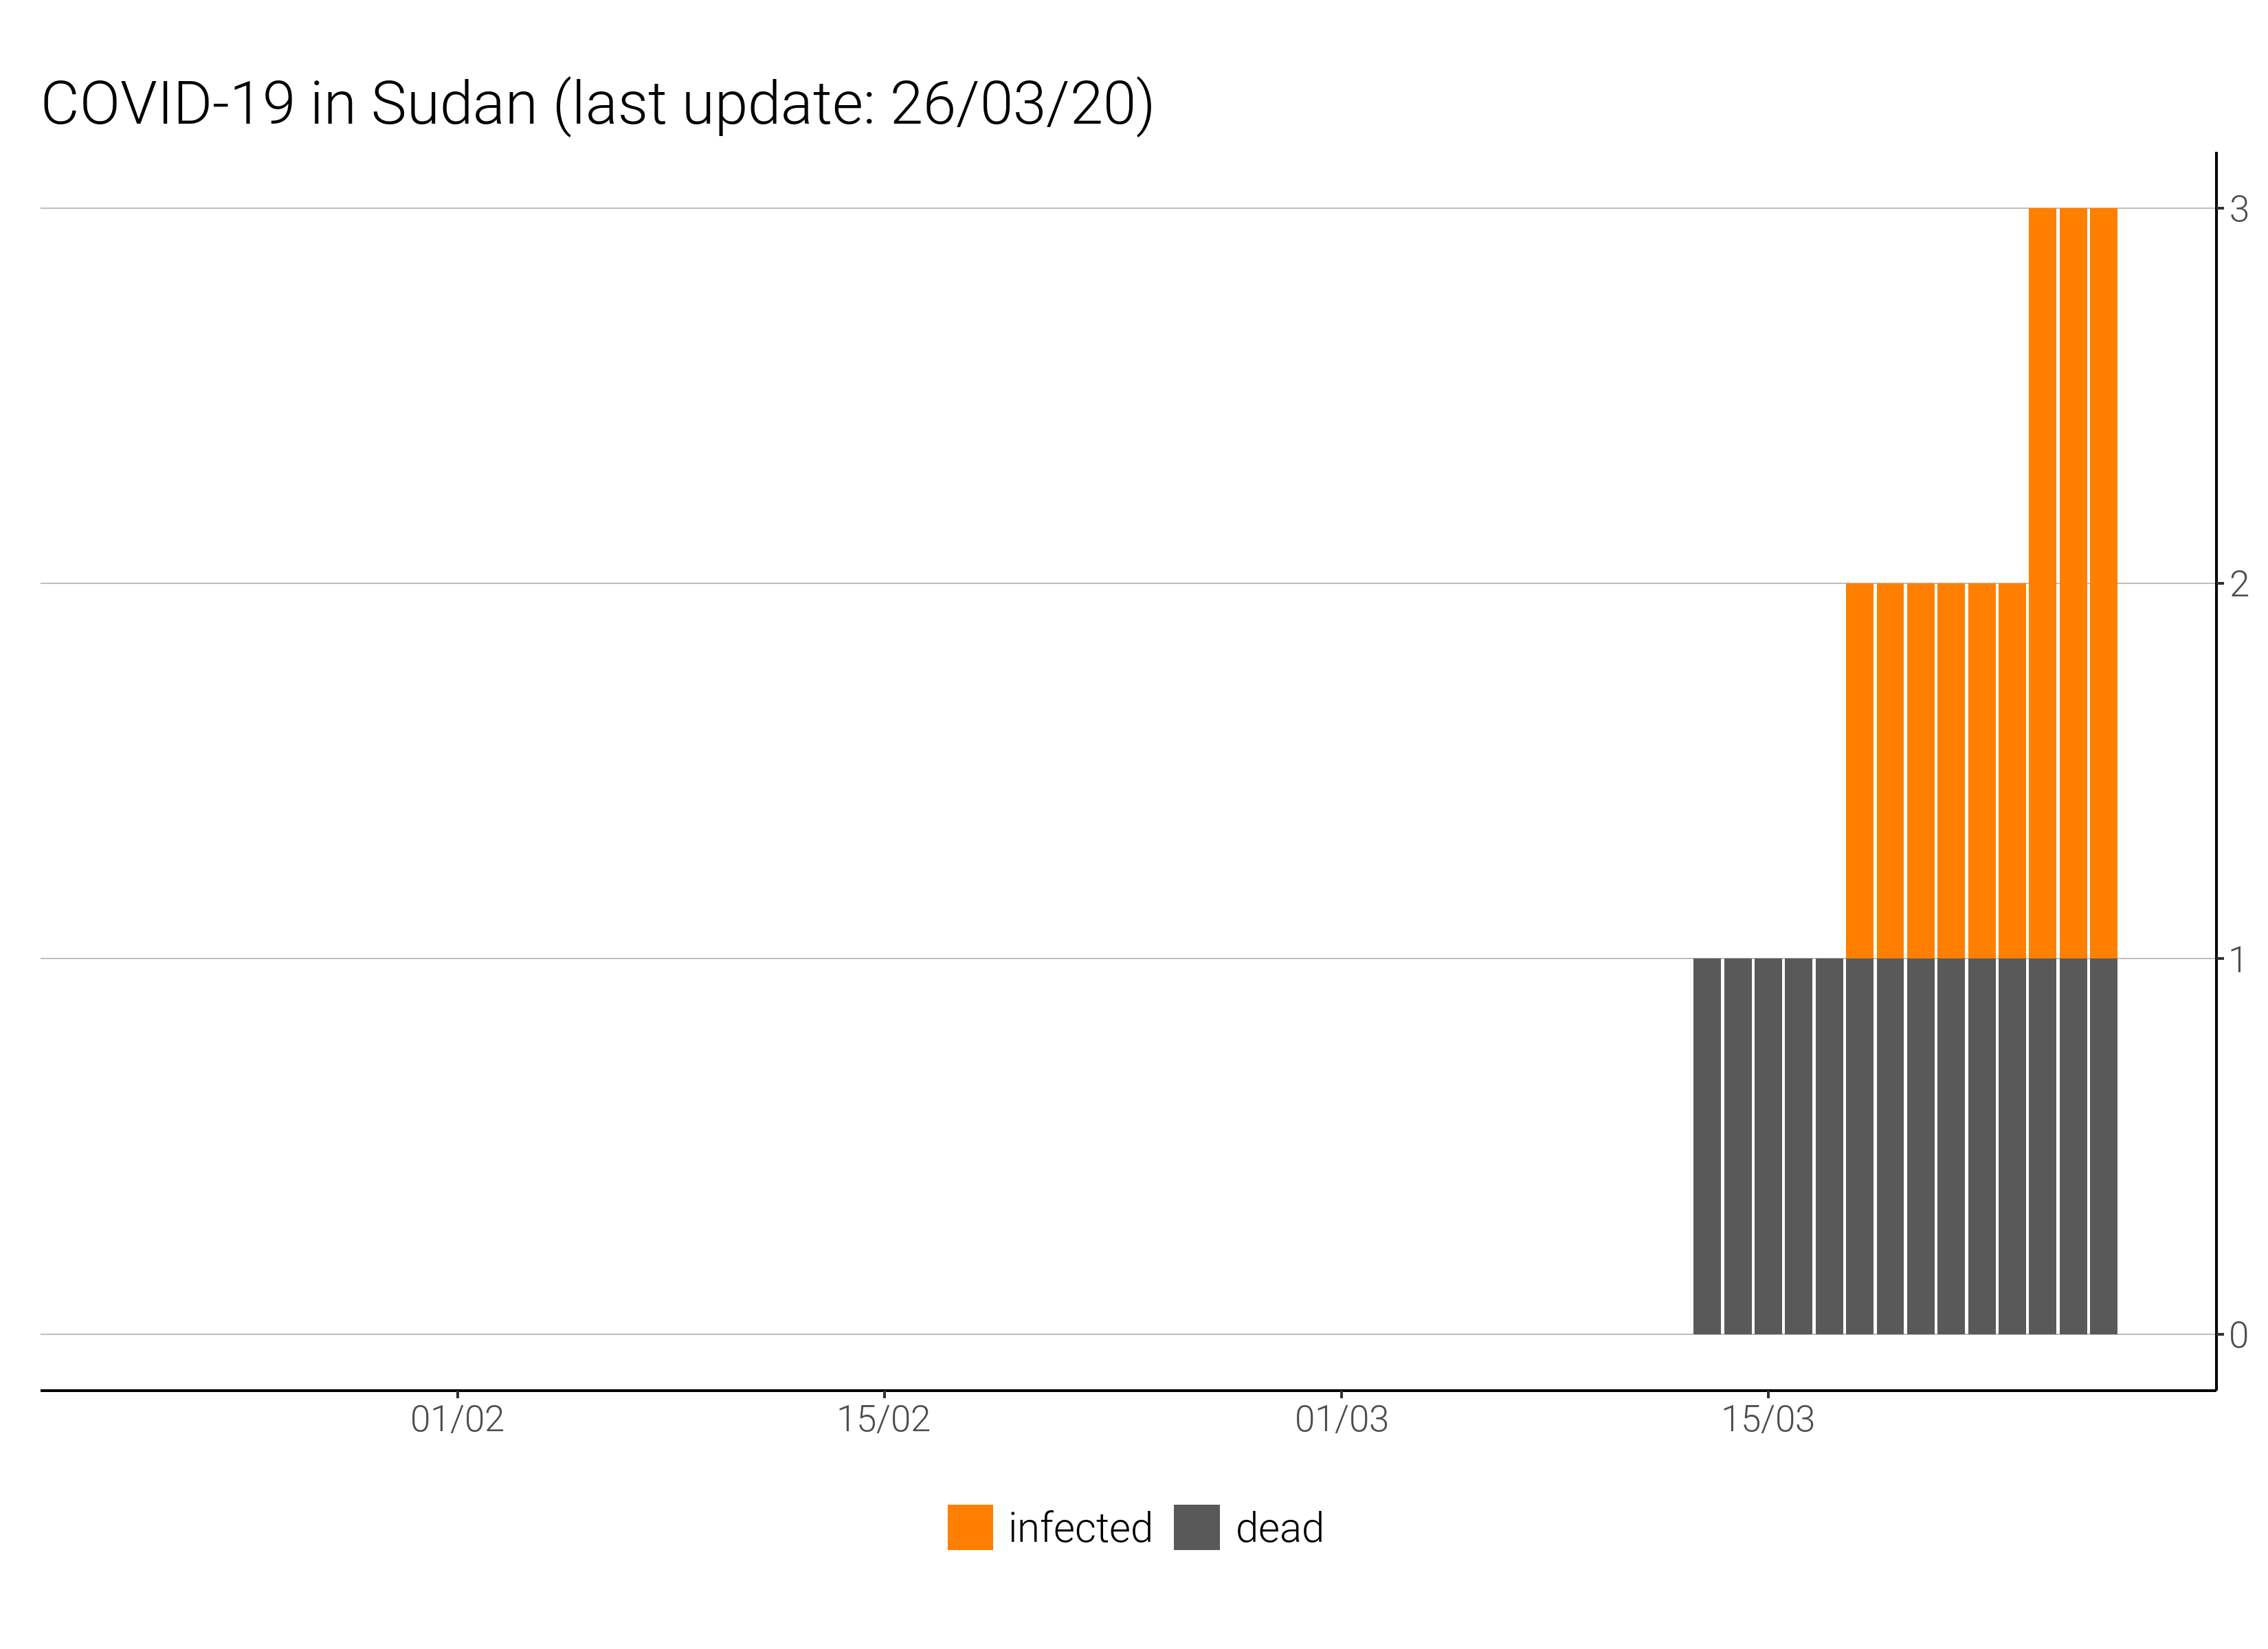 COVID-19 in Sudan (last update: 26/03/20)
3
2
1
0
01/02 15/02 01/03 15/03
infected dead